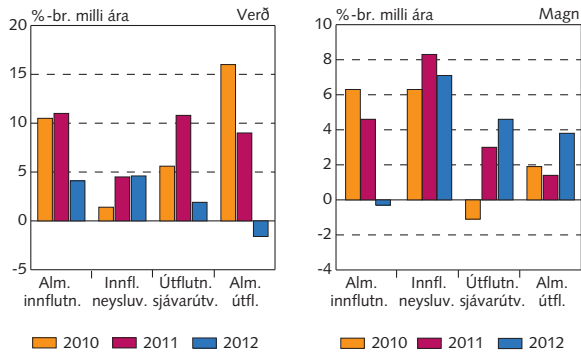 %-br. milli ára Verð
20
15
10
5
0
-5
Alm. innflutn.
Innfl. neysluv.
Útflutn. sjávarútv.
Alm. útfl.
2010 2011 2012
%-br. milli ára Magn
10
8
6
4
2
0
-2
-4
Alm. innflutn.
Innfl. neysluv.
Útflutn. sjávarútv.
Alm. útfl.
2010 2011 2012